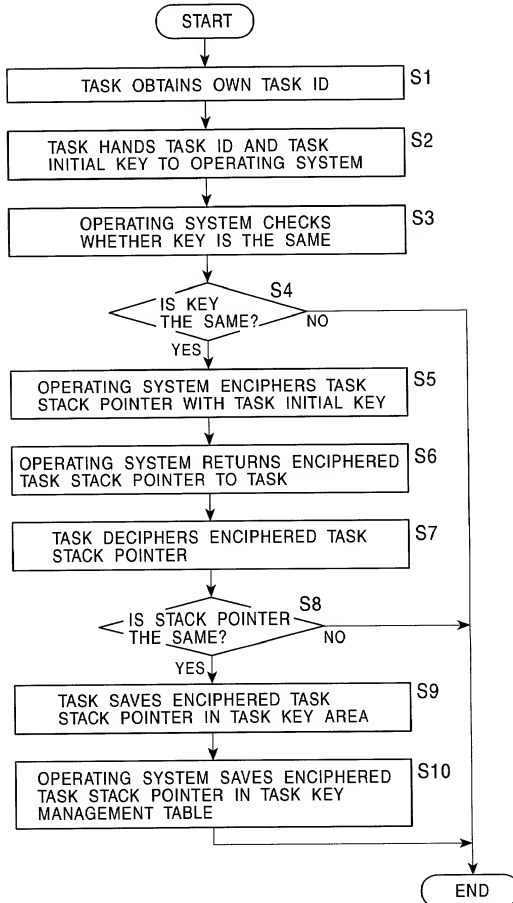 START
TASK OBTAINS OWN TASK ID
S1
TASK HANDS TASK ID AND TASK
INITIAL KEY TO OPERATING SYSTEM
S2
OPERATING SYSTEM CHECKS
WHETHER KEY IS THE SAME
S3
S4
IS KEY
THE SAME?
NO
YES
OPERATING SYSTEM ENCIPHERS TASK
STACK POINTER WITH TASK INITIAL KEY
S5
OPERATING SYSTEM RETURNS ENCIPHERED
TASK STACK POINTER TO TASK
S6
TASK DECIPHERS ENCIPHERED TASK
STACK POINTER
S7
S8
IS STACK POINTER
THE SAME?
NO
YES
TASK SAVES ENCIPHERED TASK
STACK POINTER IN TASK KEY AREA
S9
OPERATING SYSTEM SAVES ENCIPHERED
TASK STACK POINTER IN TASK KEY
MANAGEMENT TABLE
S10
END